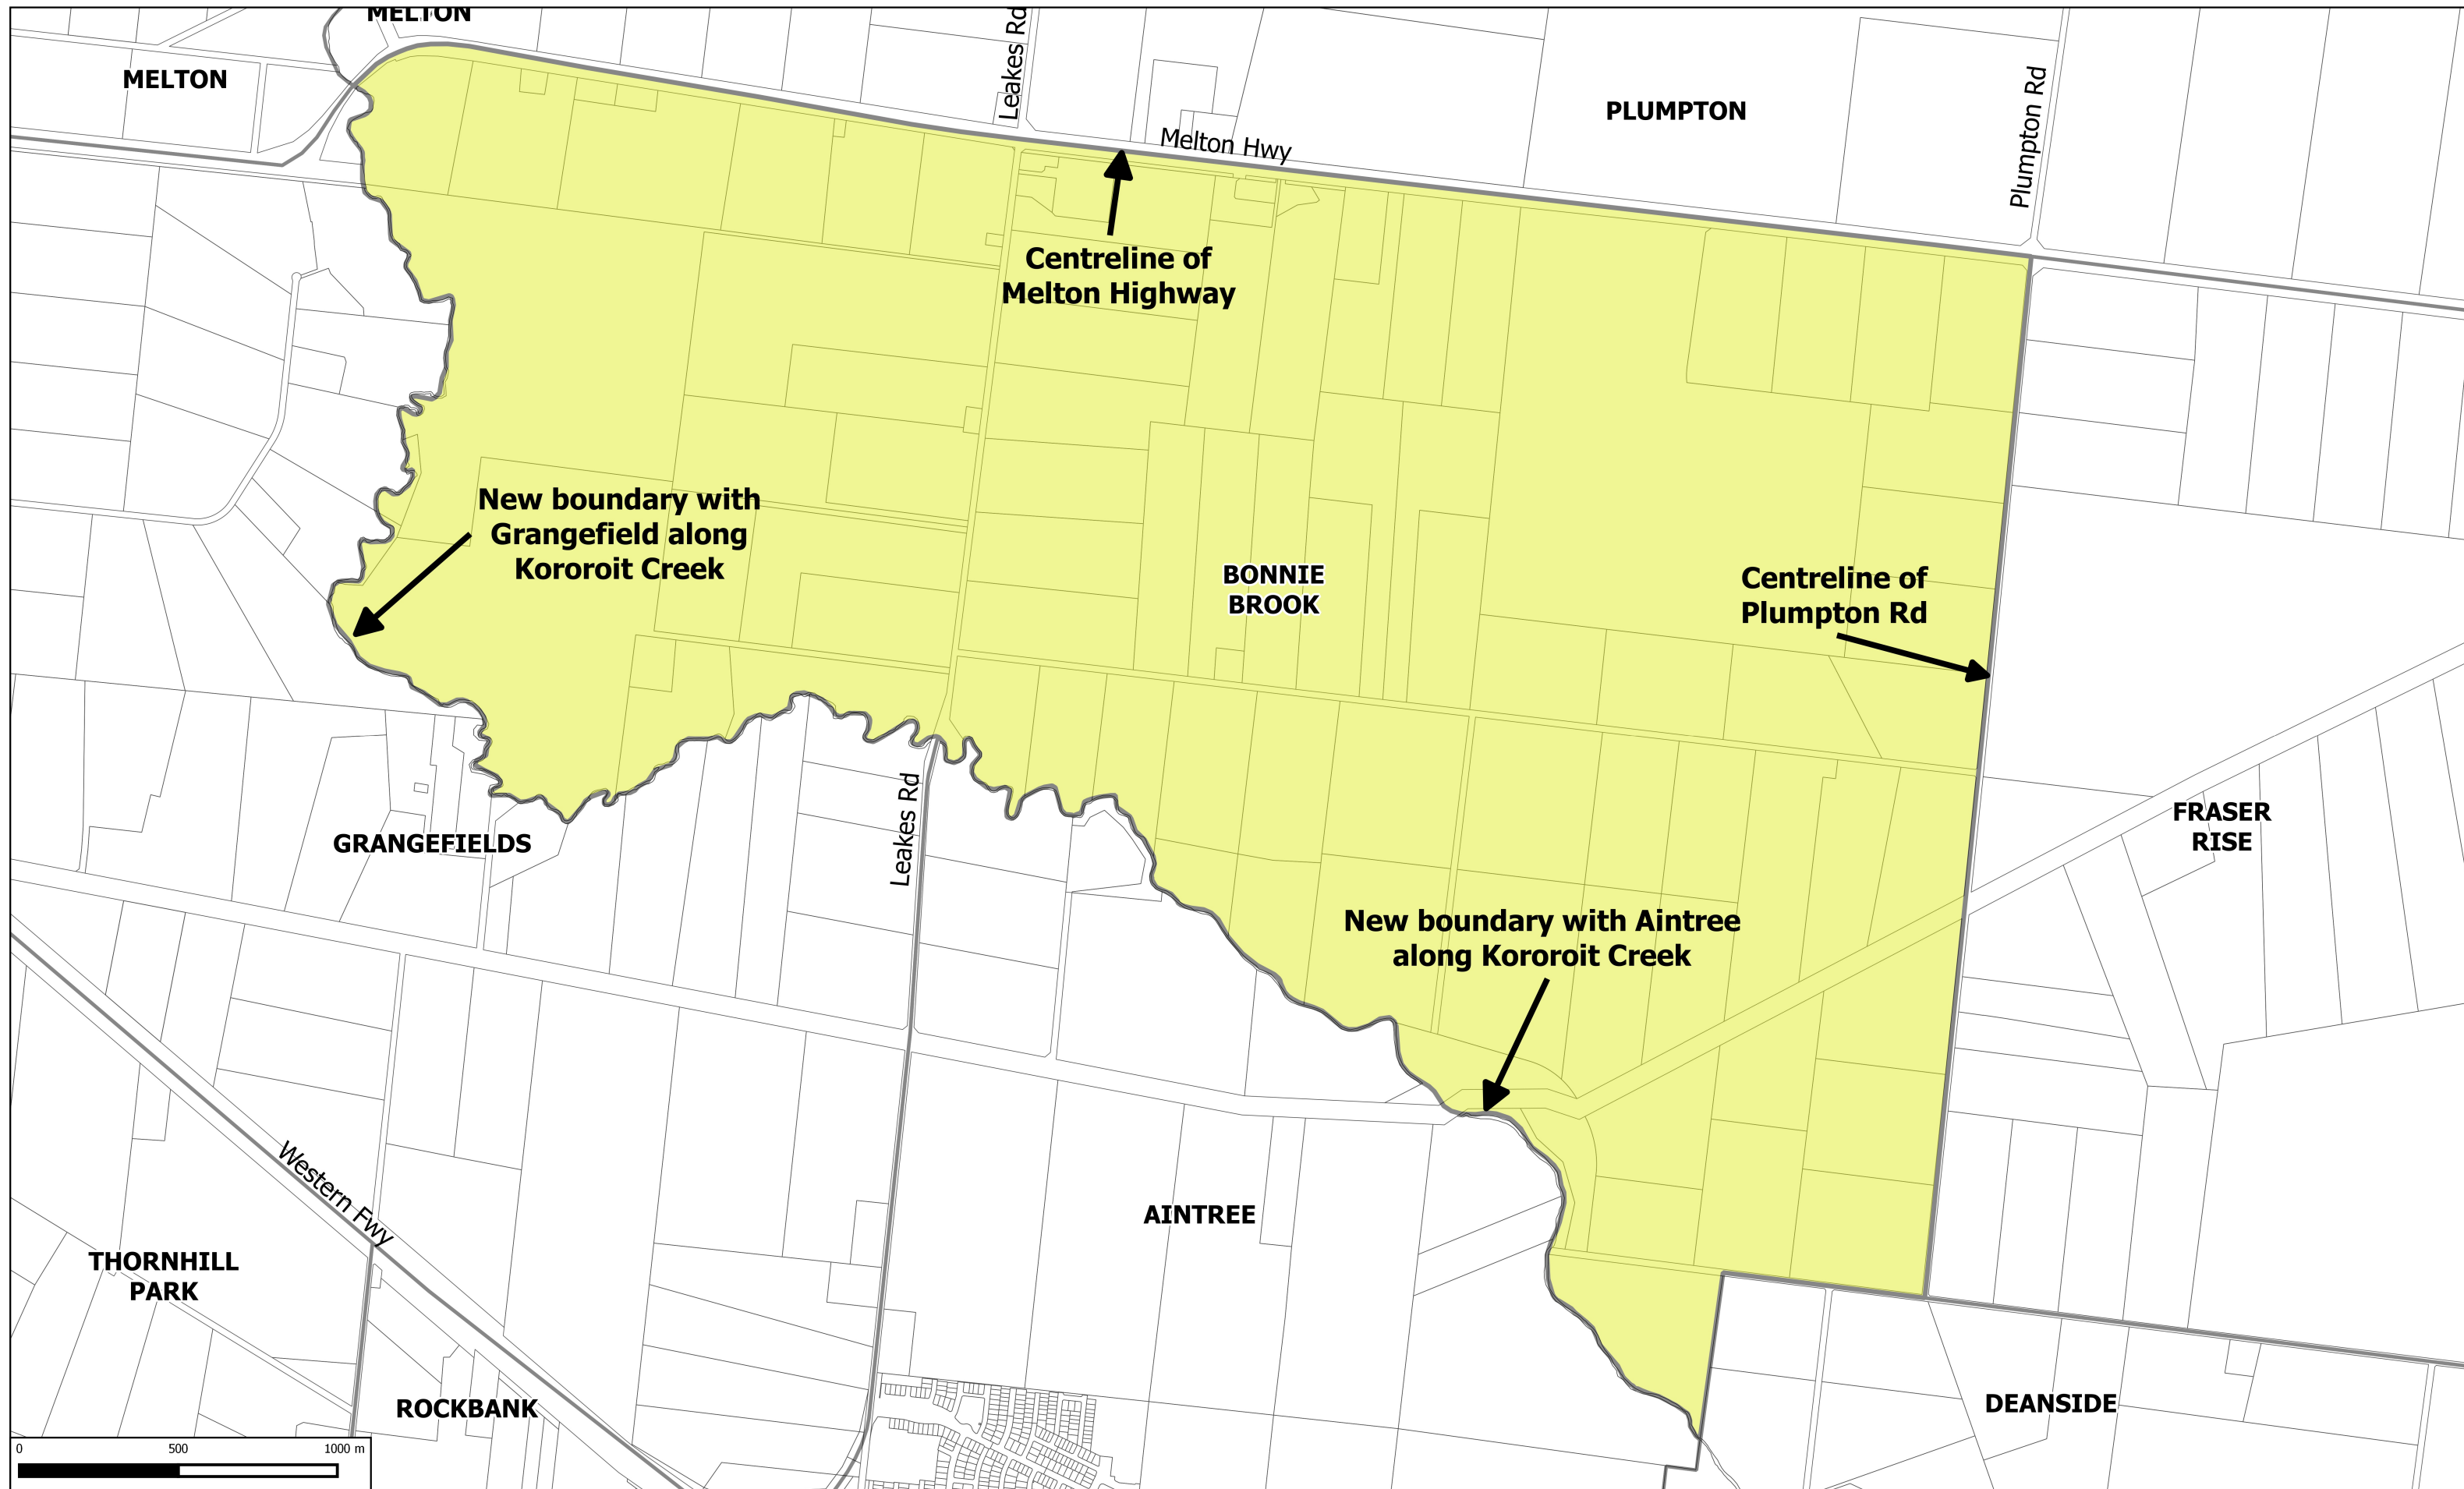 MELTON
Leakes Rd
MELTON
PLUMPTON
Plumpton Rd
Melton Hwy
Centreline of
Melton Highway
New boundary with
Grangefield along
Kororoit Creek
BONNIE
BROOK
Centreline of
Plumpton Rd
FRASER
RISE
GRANGEFIELDS
Leakes Rd
New boundary with Aintree
along Kororoit Creek
Western Fwy
AINTREE
THORNHILL
PARK
ROCKBANK
DEANSIDE
0 500 1000 m